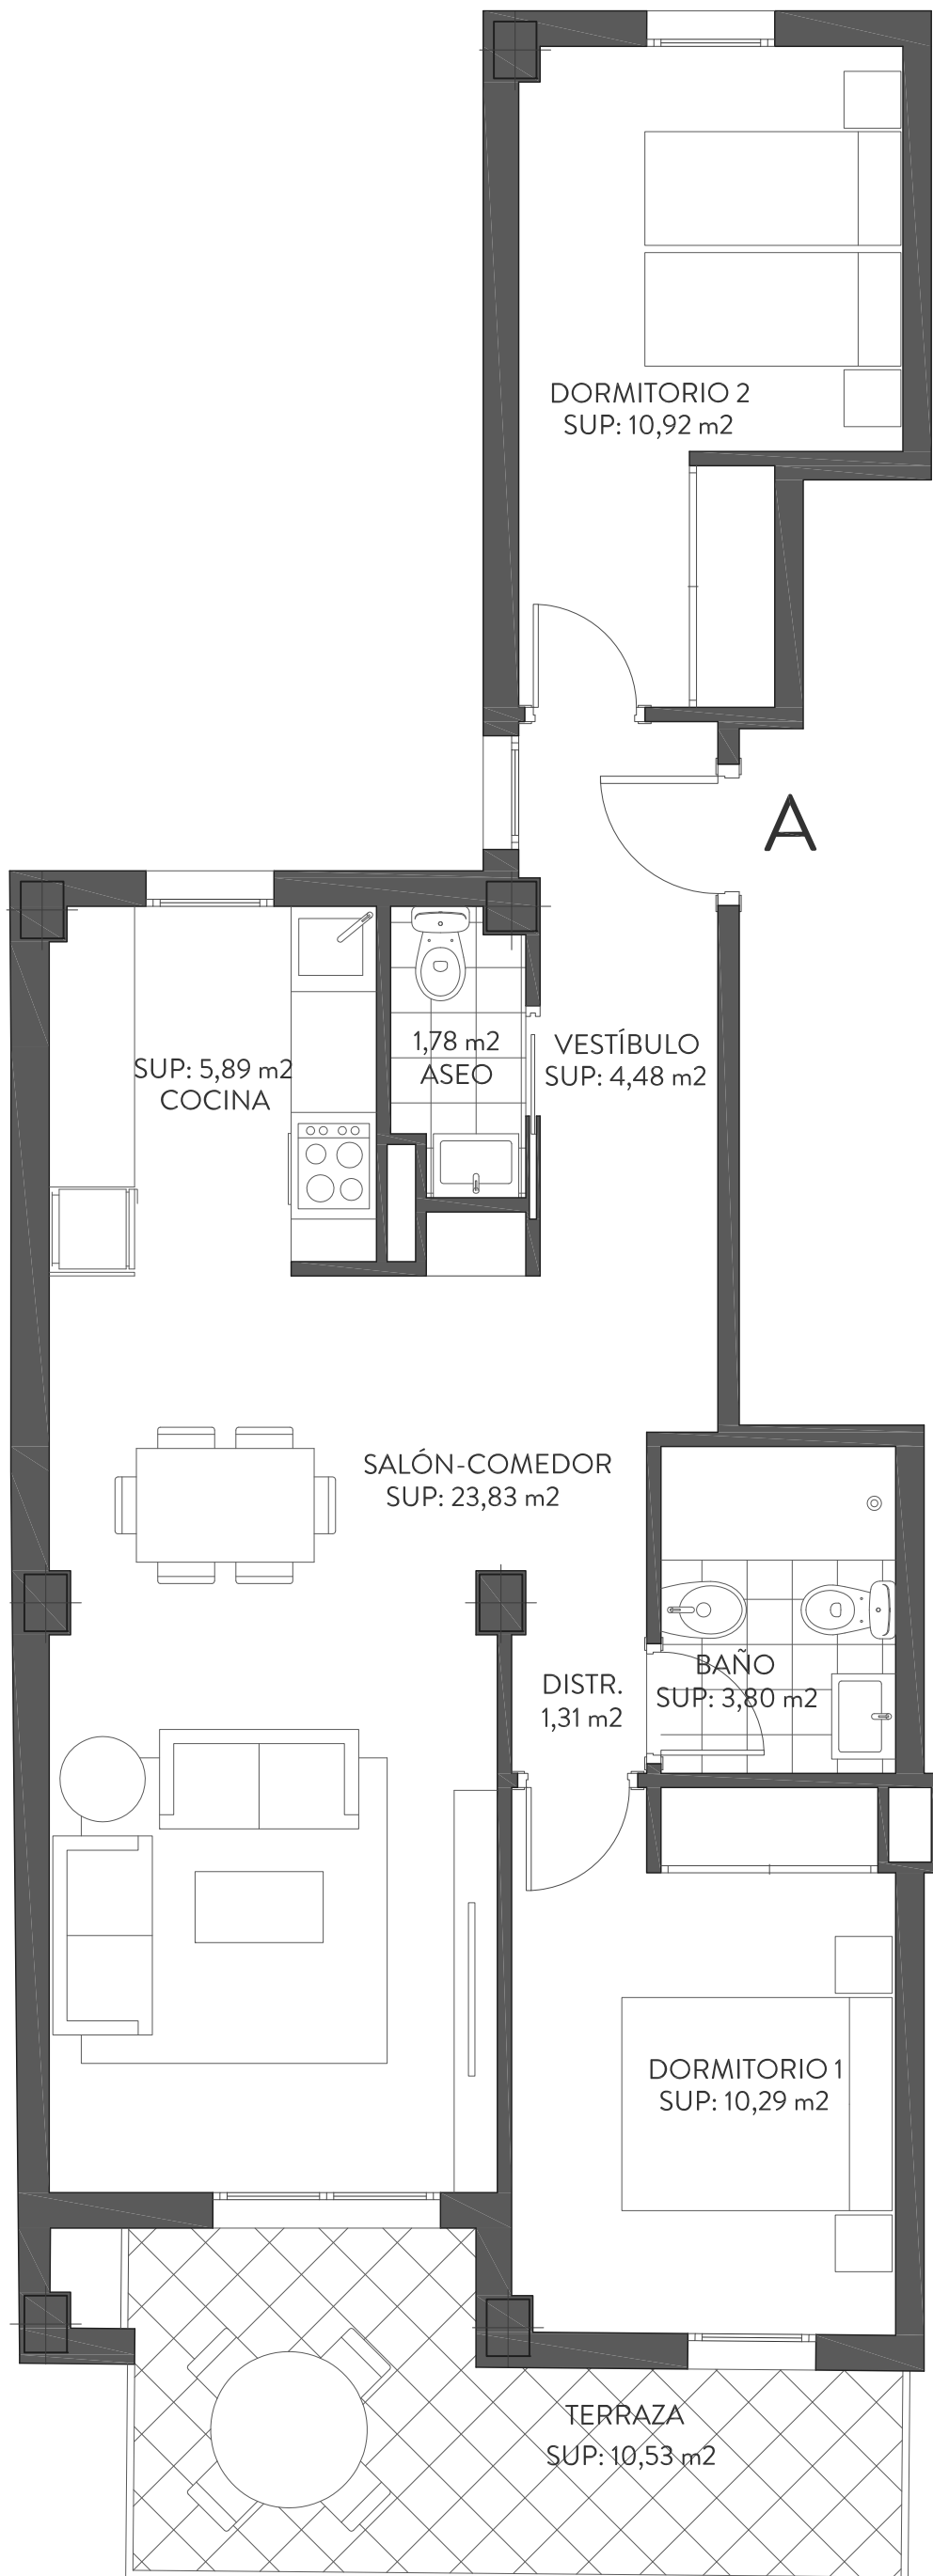 DORMITORIO 2
SUP: 10,92 m2
A
1,78 m2
ASEO
VESTÍBULO
SUP: 4,48 m2
SUP: 5,89 m2
COCINA
SALÓN-COMEDOR
SUP: 23,83 m2
BAÑO
SUP: 3,80 m2
DISTR.
1,31 m2
DORMITORIO 1
SUP: 10,29 m2
TERRAZA
SUP: 10,53 m2